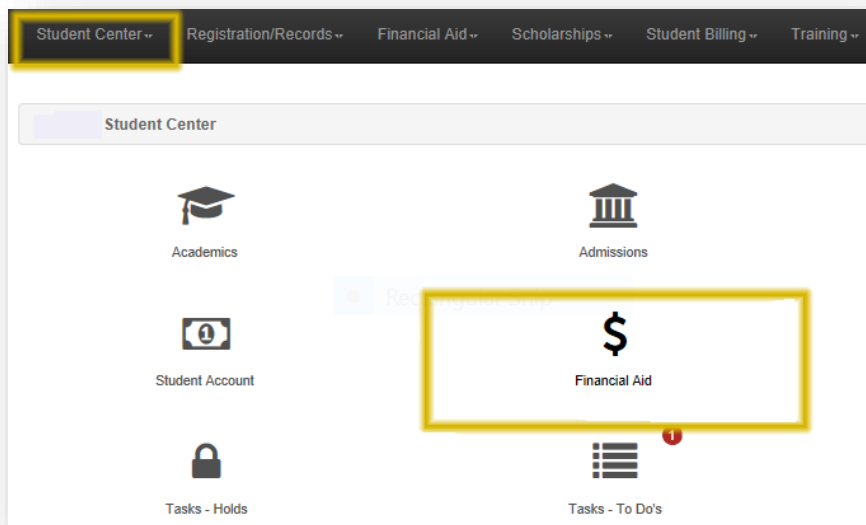 Student Center Registration/Records Financial Aid Scholarships Student Billing Training
Student Center
Academics Admissions
1
Student Account Financial Aid
1
Tasks - Holds Tasks - To Do's